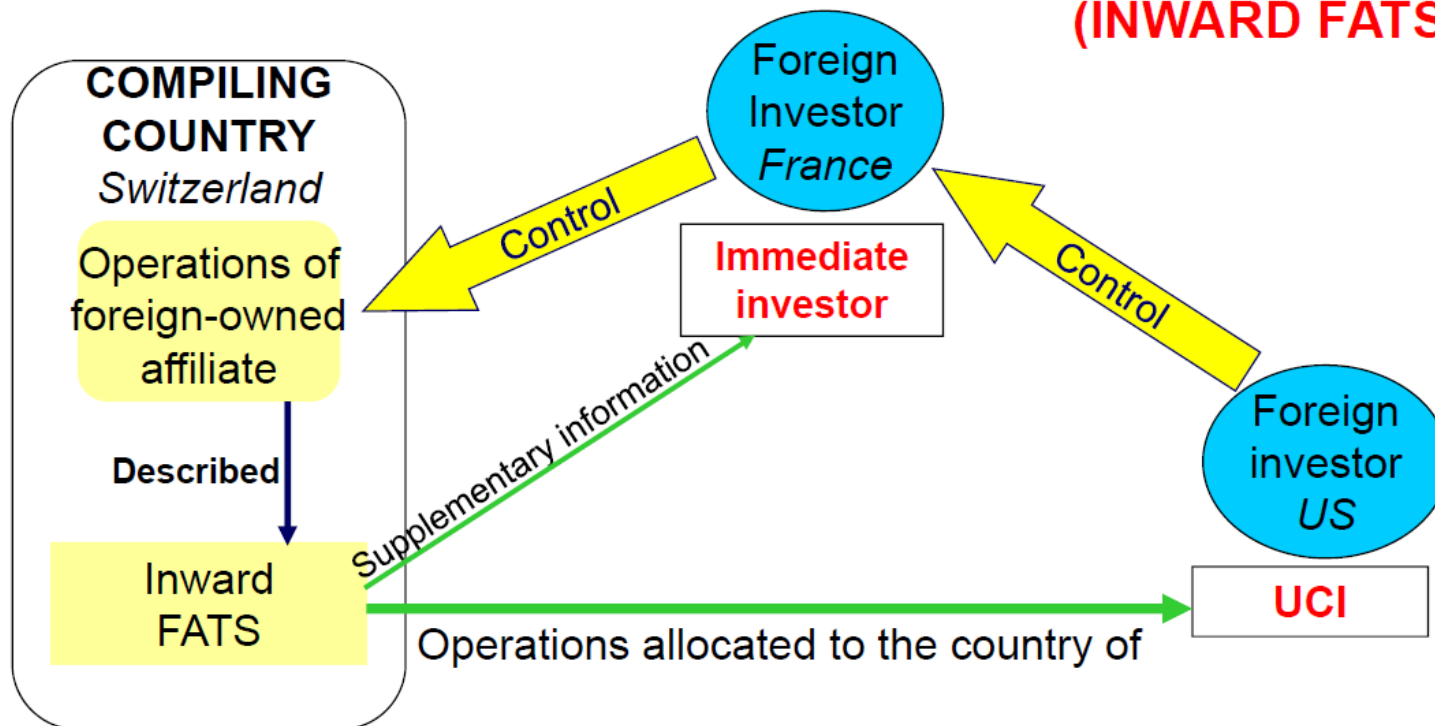 (INWARD FATS
COMPILING
COUNTRY
Switzerland
Operations of
foreign-owned
affiliate
Described
Inward
FATS
Foreign
Investor
France
Control
Immediate
investor
Control
Supplementary information
Foreign
investor
US
UCI
Operations allocated to the country of